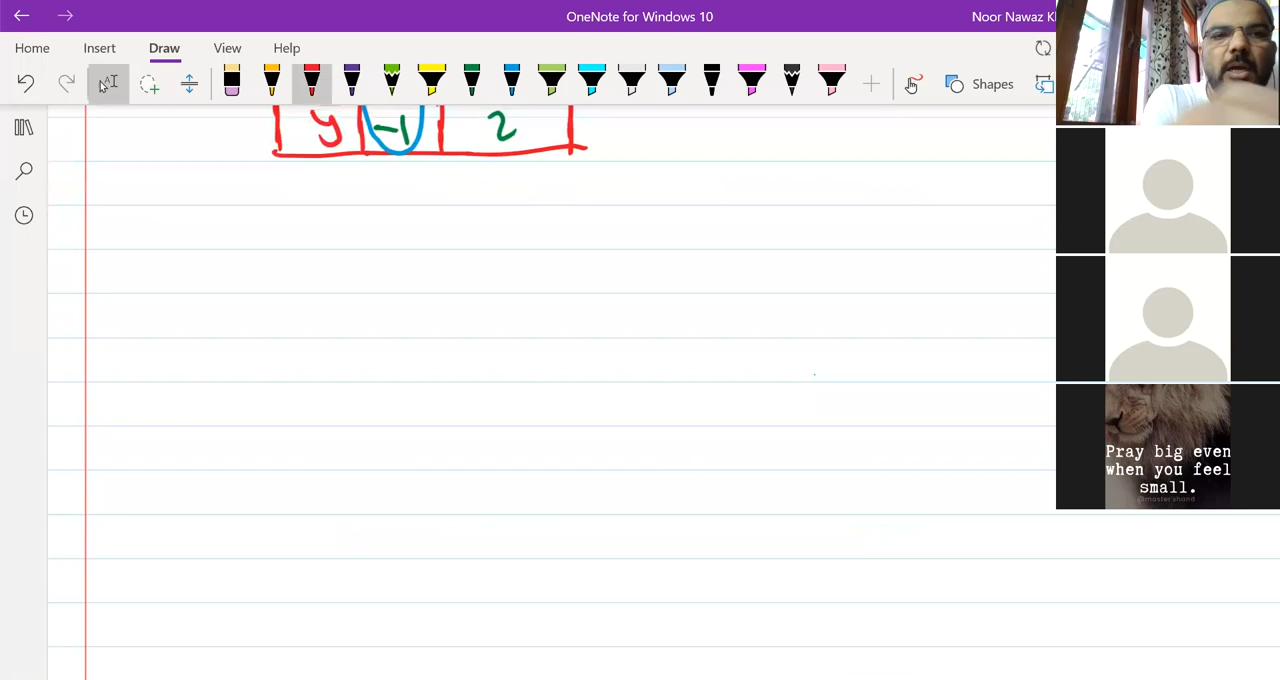 OneNote for Windows 10
Noor Nawaz K
Home Insert Draw View Help
Shapes
y -1 2
Pray big even
when you feel
small.
@mastershand